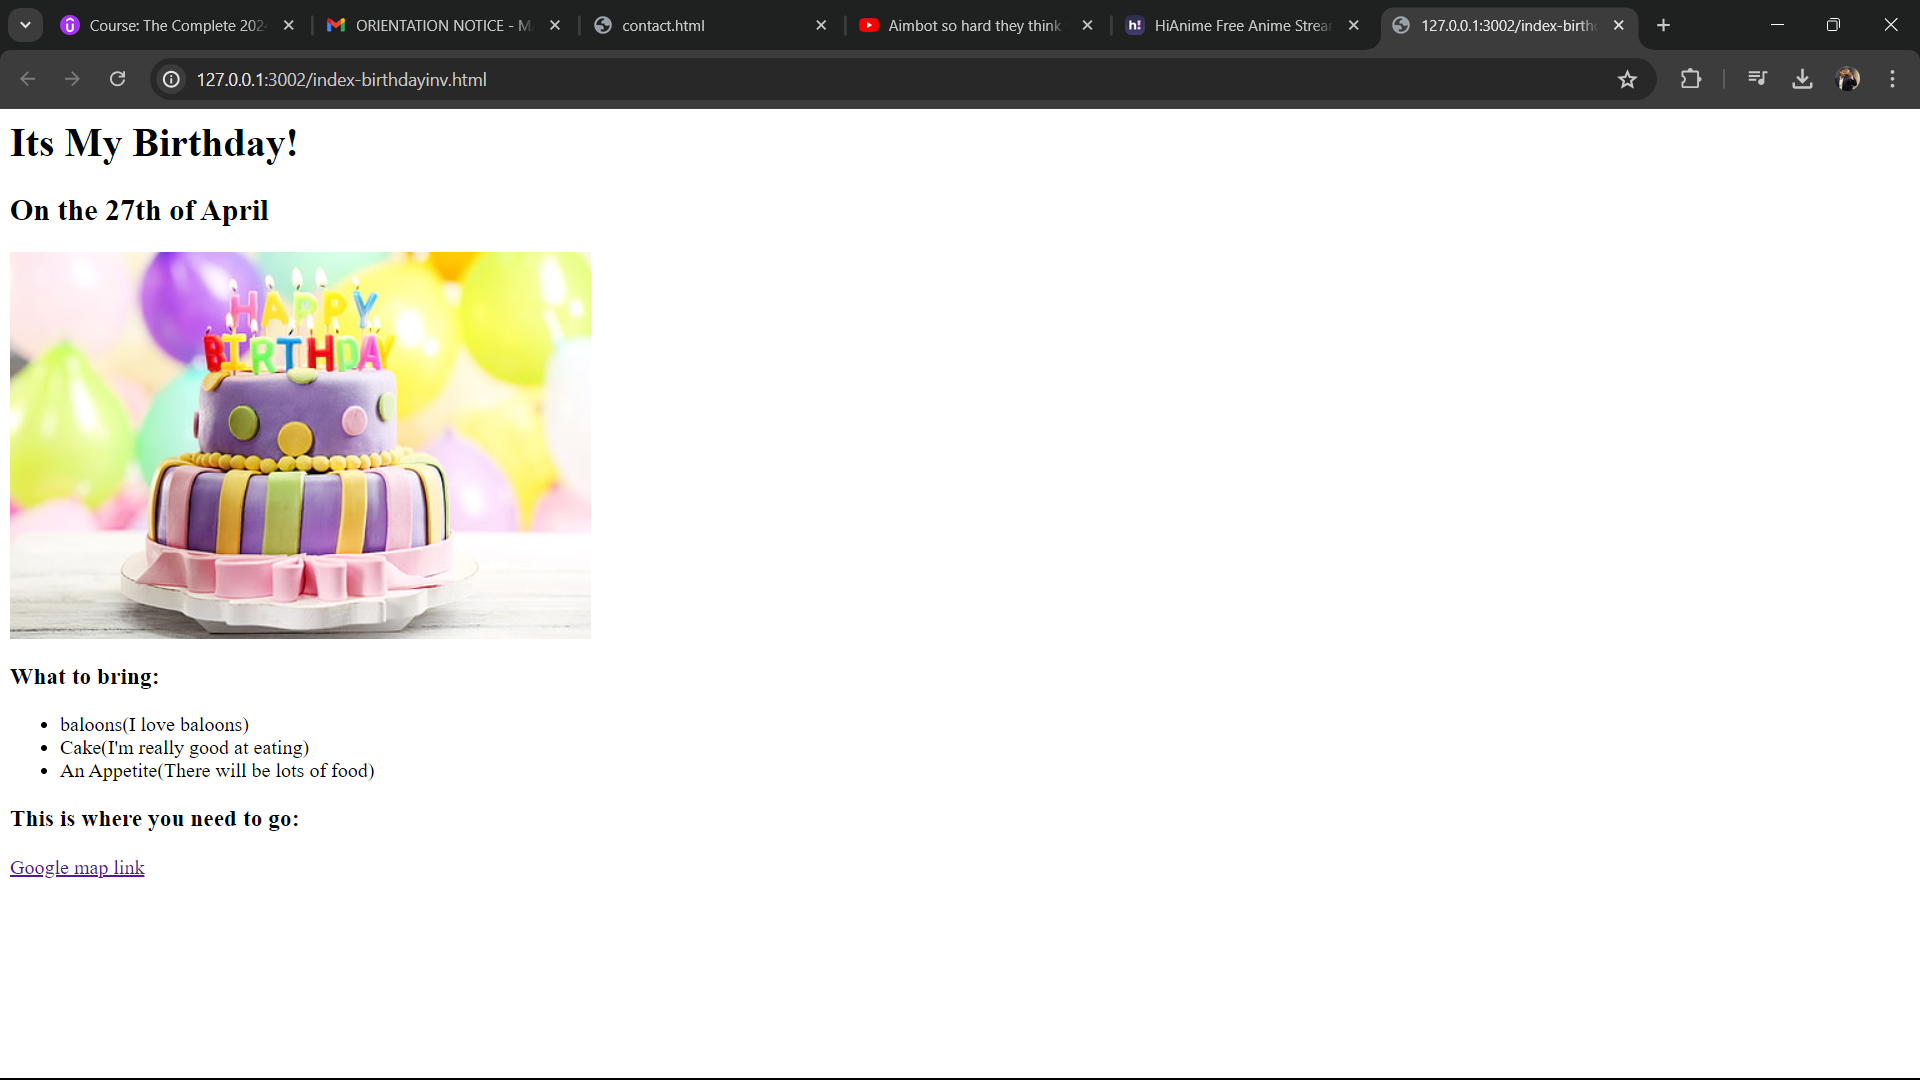 Course: The Complete 202
ORIENTATION NOTICE - M
contact.html
Aimbot so hard they think
HiAnime Free Anime Strea
127.0.0.1:3002/index-birth
127.0.0.1:3002/index-birthdayinv.html
Its My Birthday!
On the 27th of April
HAPPY
BIRTHDAY
What to bring:
baloons(I love baloons)
Cake(I'm really good at eating)
An Appetite(There will be lots of food)
This is where you need to go:
Google map link